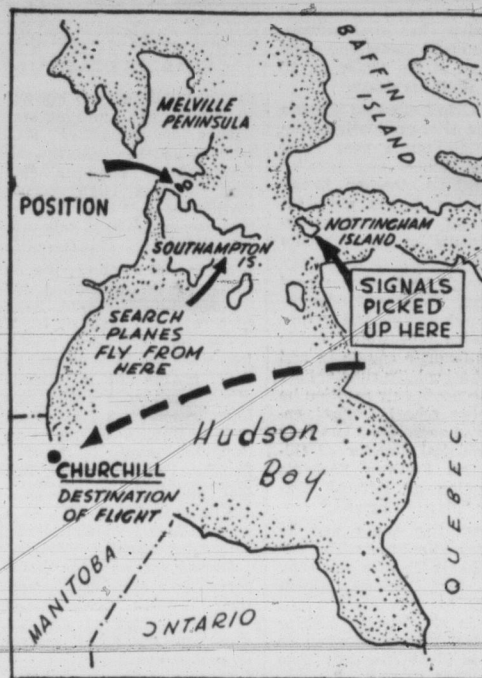 BAFFIN
ISLAND
MELVILLE
PENINSULA
POSITION
NOTTINGHAM
ISLAND
SOUTHAMPTON
IS.
SIGNALS
PICKED
UP HERE
SEARCH
PLANES
FLY FROM
HERE
Hudson
Bay
CHURCHILL
DESTINATION
OF FLIGHT
QUEBEC
MANITOBA
ONTARIO